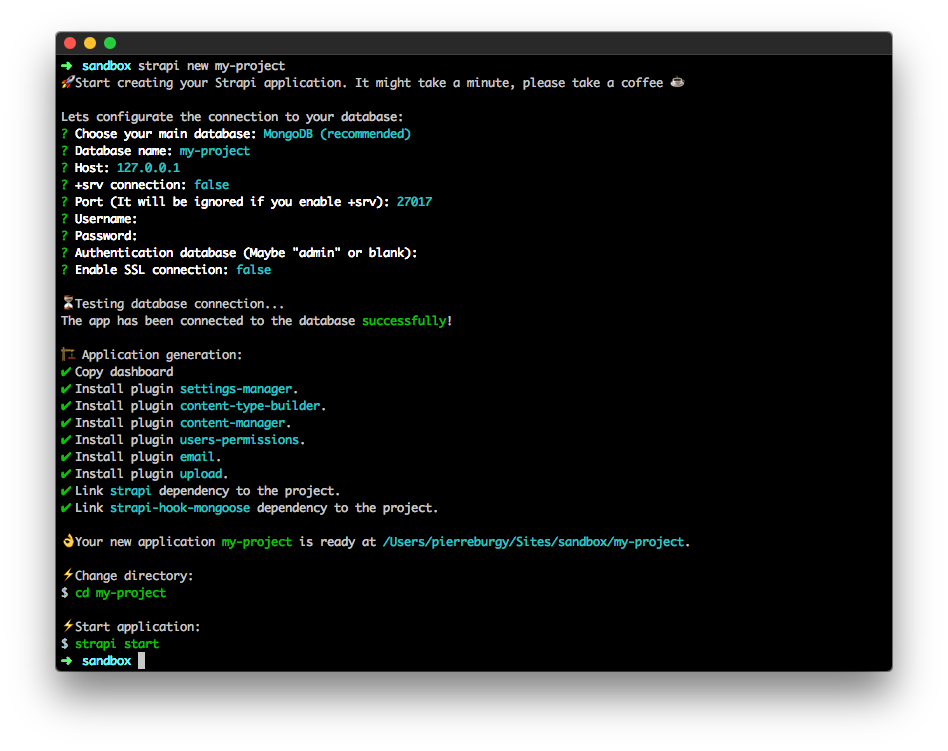 ➜ sandbox strapi new my-project
🚀Start creating your Strapi application. It might take a minute, please take a coffee ☕
Lets configurate the connection to your database:
? Choose your main database: MongoDB (recommended)
? Database name: my-project
? Host: 127.0.0.1
? +srv connection: false
? Port (It will be ignored if you enable +srv): 27017
? Username:
? Password:
? Authentication database (Maybe "admin" or blank):
? Enable SSL connection: false
⏳Testing database connection...
The app has been connected to the database successfully!
🏗 Application generation:
✔ Copy dashboard
✔ Install plugin settings-manager.
✔ Install plugin content-type-builder.
✔ Install plugin content-manager.
✔ Install plugin users-permissions.
✔ Install plugin email.
✔ Install plugin upload.
✔ Link strapi dependency to the project.
✔ Link strapi-hook-mongoose dependency to the project.
👌Your new application my-project is ready at /Users/pierreburgy/Sites/sandbox/my-project.
⚡Change directory:
$ cd my-project
⚡Start application:
$ strapi start
➜ sandbox